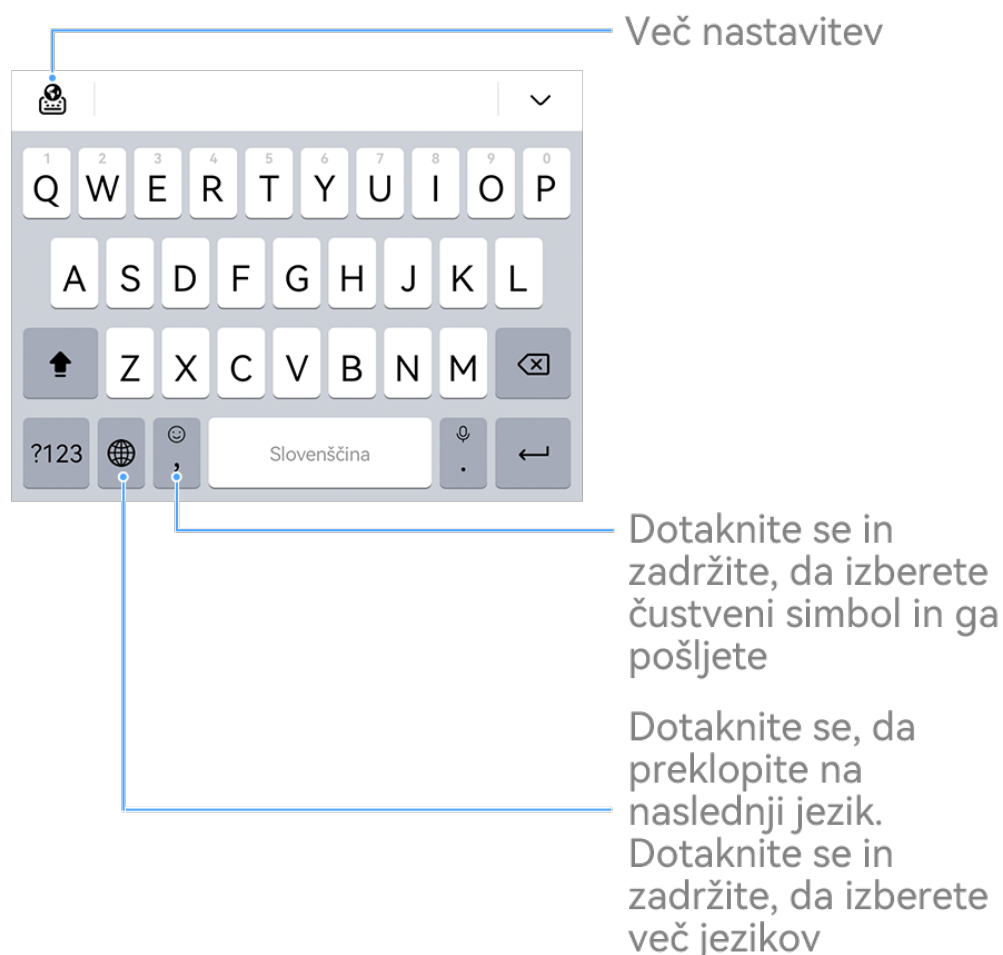 Več nastavitev
1 2 3 4 5 6 7 8 9 0
Q W E R T Y U I O P
A S D F G H J K L
Z X C V B N M
?123 , Slovenščina .
Dotaknite se in
zadržite, da izberete
čustveni simbol in ga
pošljete
Dotaknite se, da
preklopite na
naslednji jezik.
Dotaknite se in
zadržite, da izberete
več jezikov